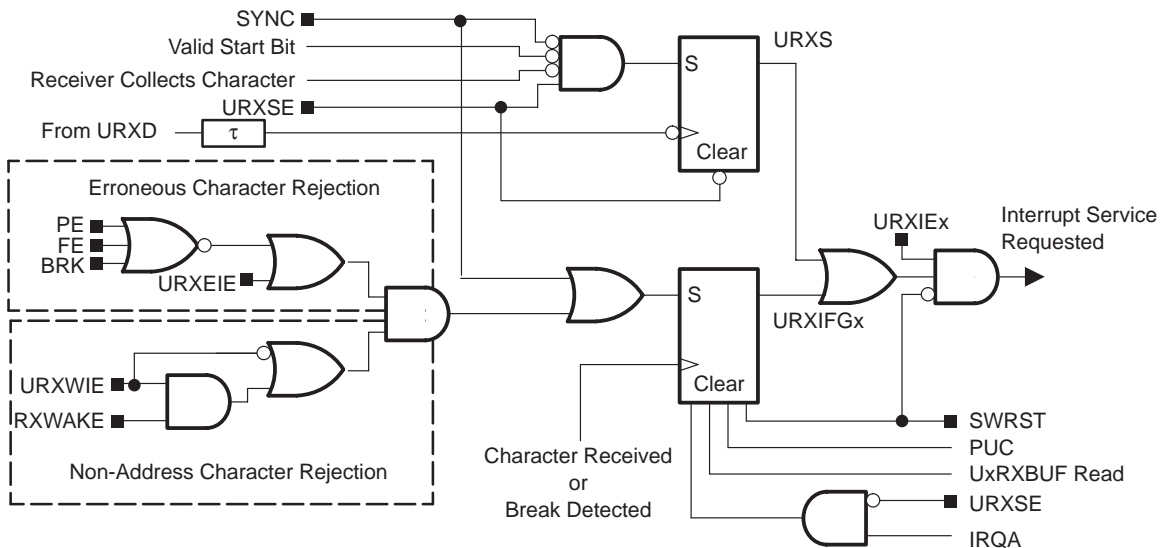 SYNC
Valid Start Bit
Receiver Collects Character
URXSE
From URXD
τ
S
Clear
URXS
Erroneous Character Rejection
PE
FE
BRK
URXEIE
URXWIE
RXWAKE
Non-Address Character Rejection
S
Clear
URXIFGx
URXIEx
Interrupt Service
Requested
Character Received
or
Break Detected
SWRST
PUC
UxRXBUF Read
URXSE
IRQA